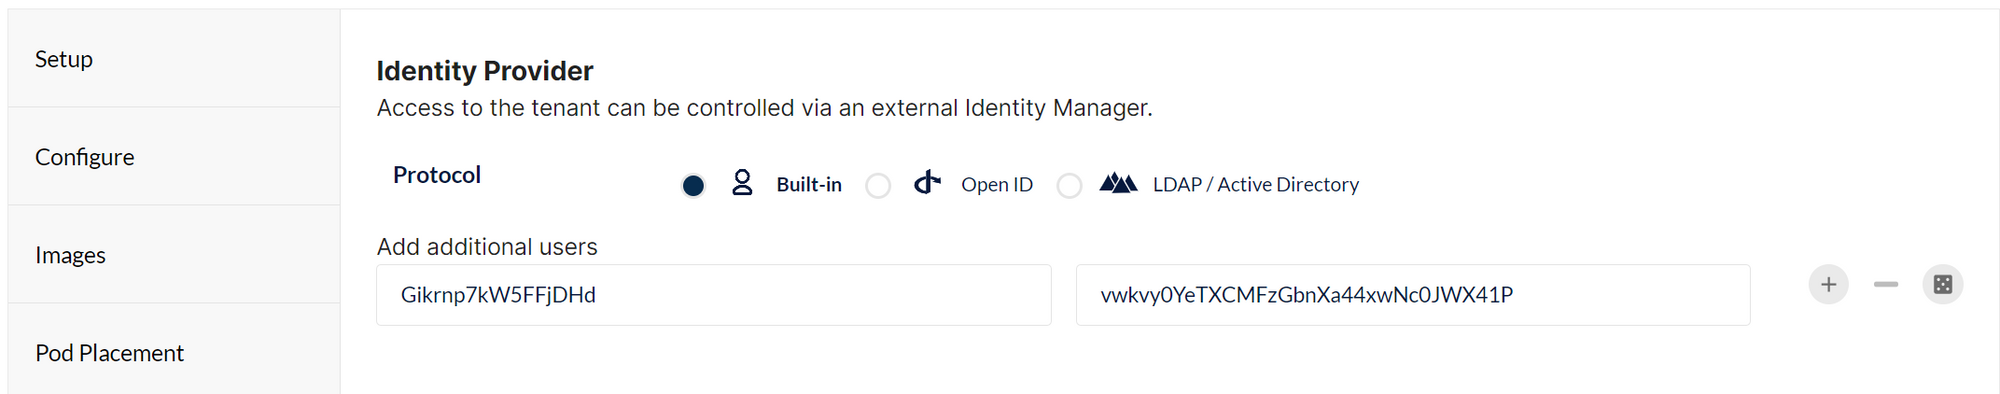 Setup
Configure
Images
Pod Placement
Identity Provider
Access to the tenant can be controlled via an external Identity Manager.
Protocol
Built-in
Open ID
LDAP / Active Directory
Add additional users
Gikrnp7kW5FFjDHd
vwkvy0YeTXCMFzGbnXa44xwNc0JWX41P